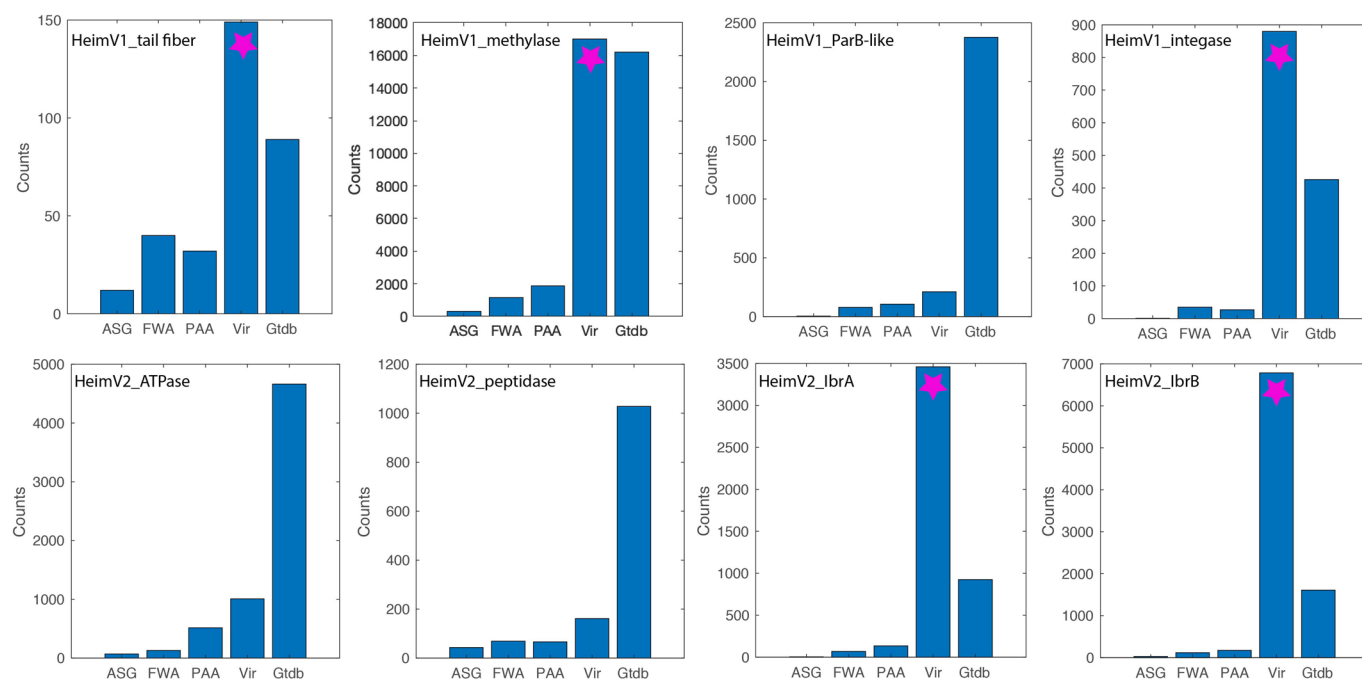 HeimV1_tail fiber
Counts
150
100
50
0
ASG FWA PAA Vir Gtdb
HeimV1_methylase
Counts
18000
16000
14000
12000
10000
8000
6000
4000
2000
0
ASG FWA PAA Vir Gtdb
HeimV1_ParB-like
Counts
2500
2000
1500
1000
500
0
ASG FWA PAA Vir Gtdb
HeimV1_integase
Counts
900
800
700
600
500
400
300
200
100
0
ASG FWA PAA Vir Gtdb
HeimV2_ATPase
Counts
5000
4000
3000
2000
1000
0
ASG FWA PAA Vir Gtdb
HeimV2_peptidase
Counts
1200
1000
800
600
400
200
0
ASG FWA PAA Vir Gtdb
HeimV2_IbrA
Counts
3500
3000
2500
2000
1500
1000
500
0
ASG FWA PAA Vir Gtdb
HeimV2_IbrB
Counts
7000
6000
5000
4000
3000
2000
1000
0
ASG FWA PAA Vir Gtdb